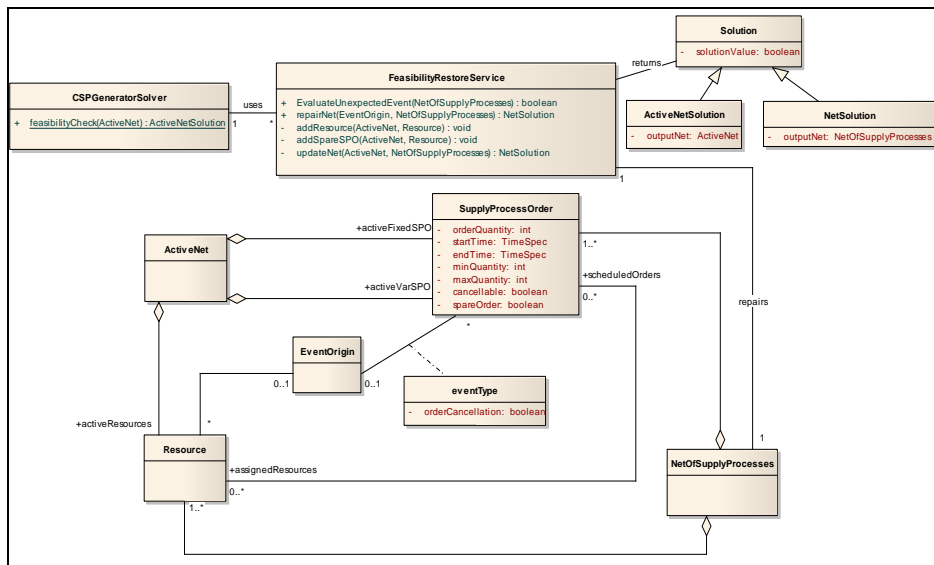 Solution
- solutionValue: boolean
returns
FeasibilityRestoreService
+ EvaluateUnexpectedEvent(NetOfSupplyProcesses) : boolean
+ repairNet(EventOrigin, NetOfSupplyProcesses) : NetSolution
- addResource(ActiveNet, Resource) : void
- addSpareSPO(ActiveNet, Resource) : void
- updateNet(ActiveNet, NetOfSupplyProcesses) : NetSolution
CSPGeneratorSolver
+ feasibilityCheck(ActiveNet) : ActiveNetSolution
uses
1
*
ActiveNetSolution
- outputNet: ActiveNet
NetSolution
- outputNet: NetOfSupplyProcesses
1
SupplyProcessOrder
- orderQuantity: int
- startTime: TimeSpec
- endTime: TimeSpec
- minQuantity: int
- maxQuantity: int
- cancellable: boolean
- spareOrder: boolean
+activeFixedSPO
ActiveNet
+activeVarSPO
1..*
+scheduledOrders
0..*
repairs
*
EventOrigin
0..1
0..1
eventType
- orderCancellation: boolean
+activeResources
*
Resource
+assignedResources
0..*
1..*
1
NetOfSupplyProcesses